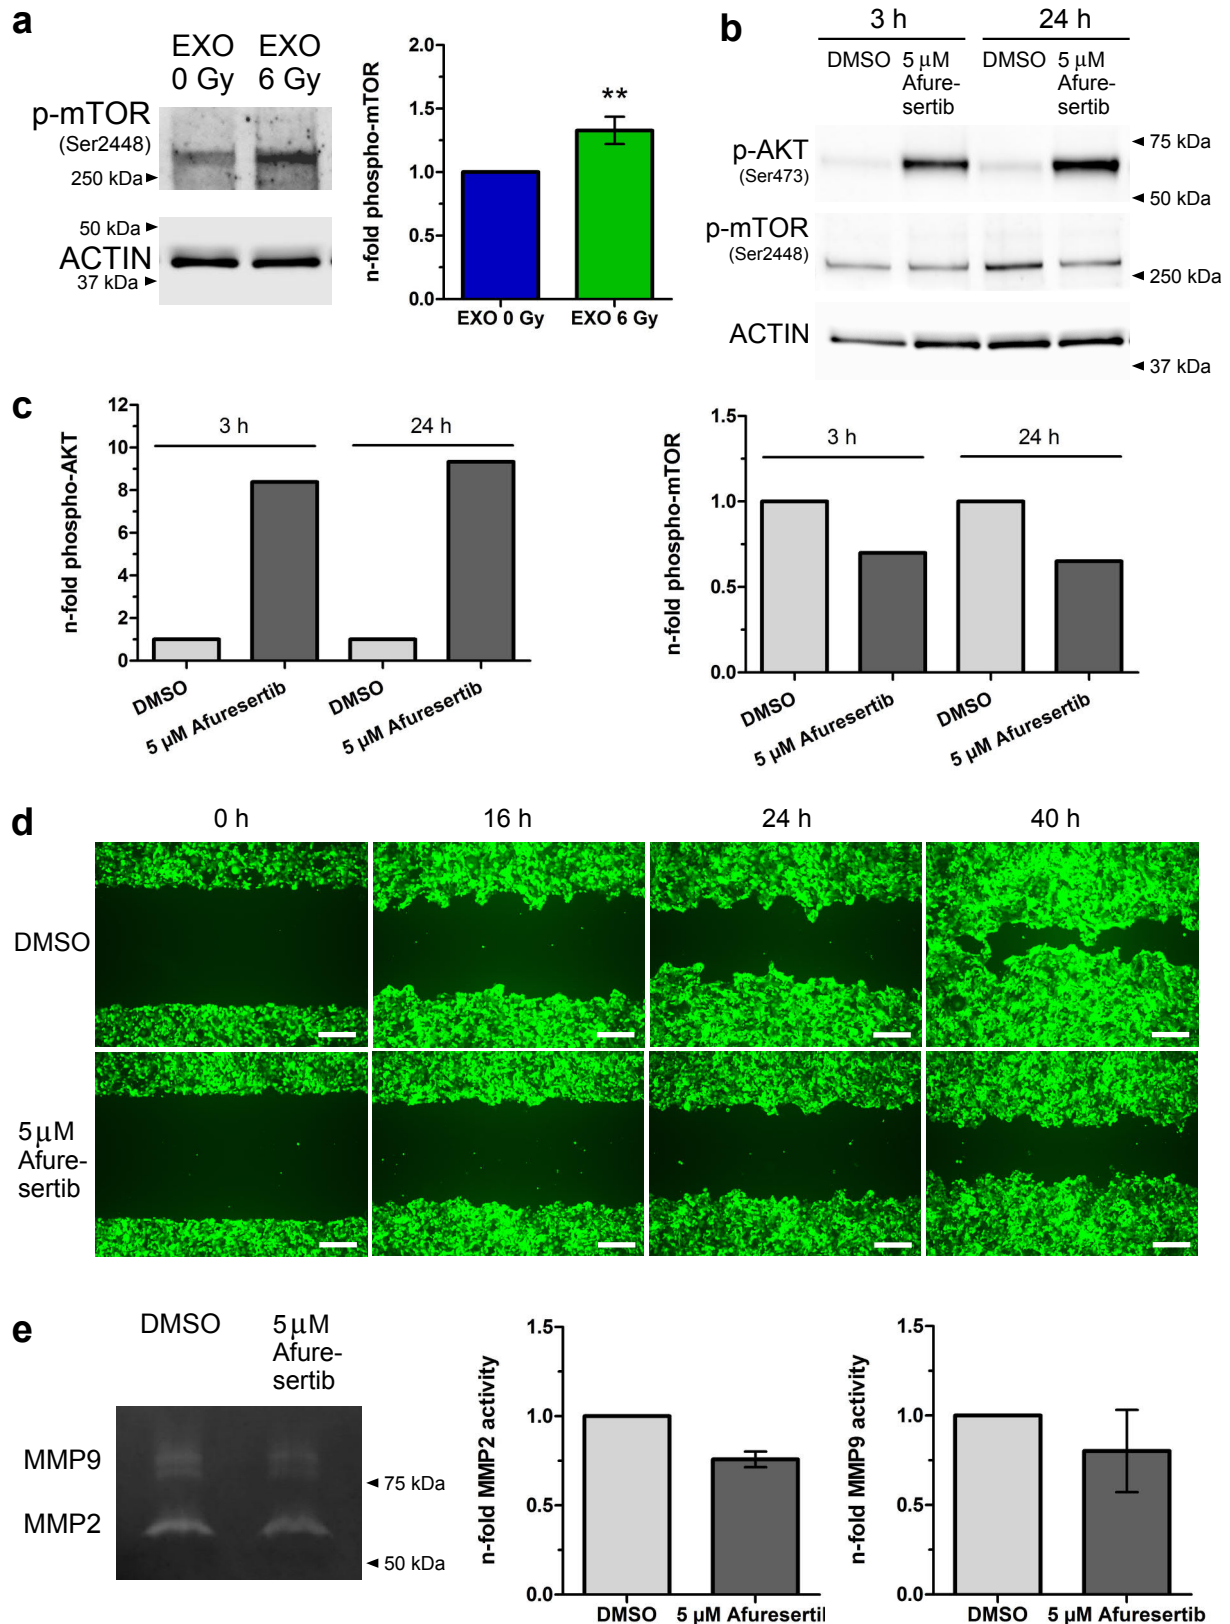 a
EXO EXO
0 Gy 6 Gy
p-mTOR
(Ser2448)
250 kDa
50 kDa
ACTIN
37 kDa
n-fold phospho-mTOR
2.0
1.5
1.0
0.5
0.0
**
EXO 0 Gy EXO 6 Gy
b
3 h 24 h
DMSO 5 µM DMSO 5 µM
Afure- Afure-
sertib sertib
p-AKT
(Ser473)
75 kDa
50 kDa
p-mTOR
(Ser2448)
250 kDa
ACTIN
37 kDa
c
n-fold phospho-AKT
12
10
8
6
4
2
0
3 h 24 h
DMSO 5 µM Afuresertib DMSO 5 µM Afuresertib
n-fold phospho-mTOR
1.5
1.0
0.5
0.0
3 h 24 h
DMSO 5 µM Afuresertib DMSO 5 µM Afuresertib
d
0 h 16 h 24 h 40 h
DMSO
5 µM
Afure-
sertib
e
DMSO 5 µM
Afure-
sertib
MMP9
75 kDa
MMP2
50 kDa
n-fold MMP2 activity
1.5
1.0
0.5
0.0
DMSO 5 µM Afuresertil
n-fold MMP9 activity
1.5
1.0
0.5
0.0
DMSO 5 µM Afuresertib